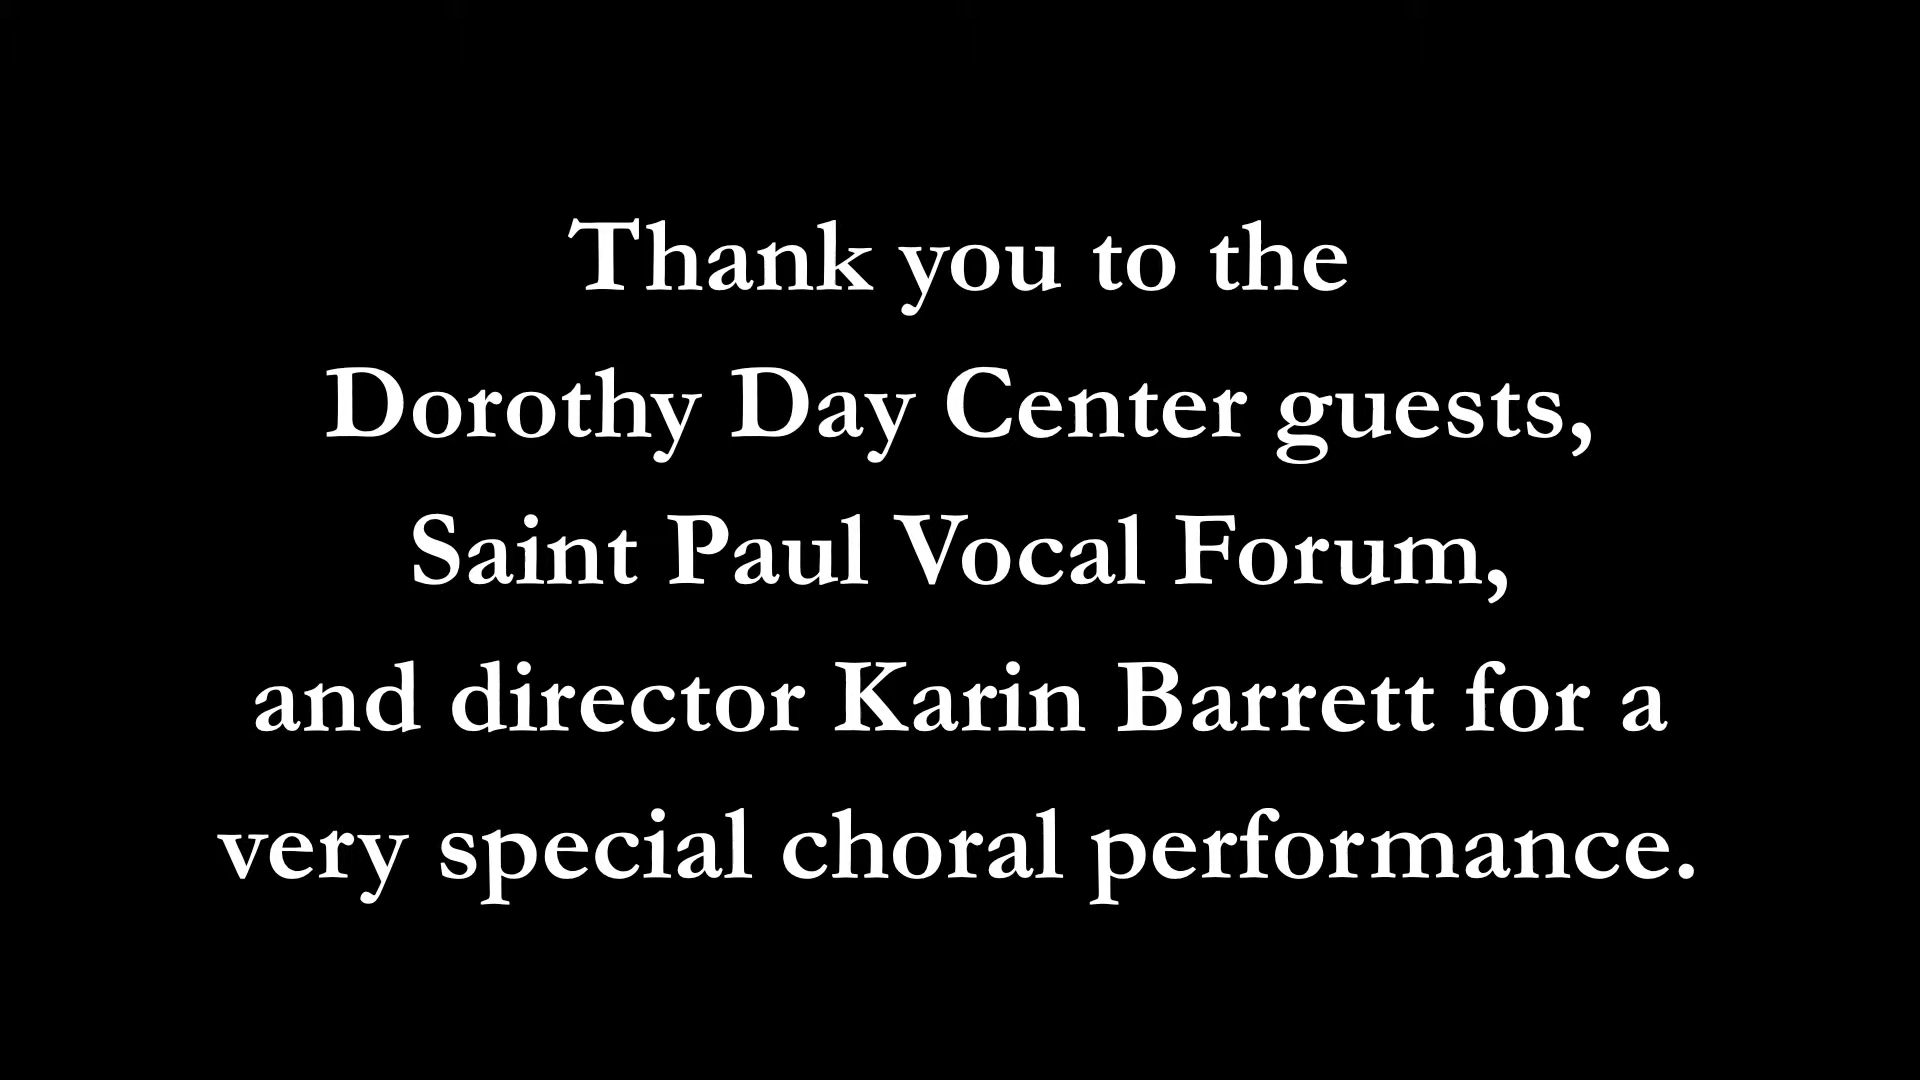 Thank you to the
Dorothy Day Center guests,
Saint Paul Vocal Forum,
and director Karin Barrett for a
very special choral performance.